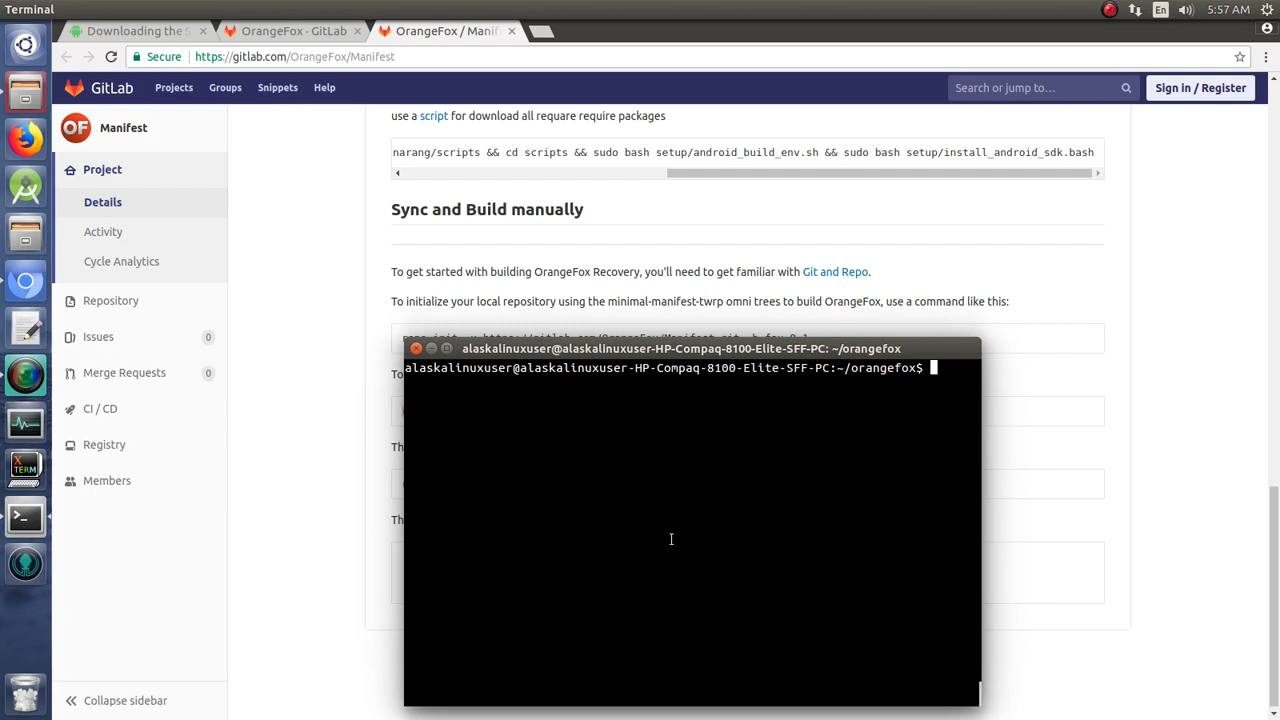 Terminal
En
5:57 AM
Downloading the S
OrangeFox · GitLab
OrangeFox / Manif
Secure
https://gitlab.com/OrangeFox/Manifest
GitLab
Projects
Groups
Snippets
Help
Search or jump to…
Sign in / Register
OF
Manifest
Project
Details
Activity
Cycle Analytics
Repository
Issues
0
Merge Requests
0
CI / CD
Registry
Members
Collapse sidebar
use a script for download all requare require packages
narang/scripts && cd scripts && sudo bash setup/android_build_env.sh && sudo bash setup/install_android_sdk.bash
Sync and Build manually
To get started with building OrangeFox Recovery, you'll need to get familiar with Git and Repo.
To initialize your local repository using the minimal-manifest-twrp omni trees to build OrangeFox, use a command like this:
To
Th
Th
alaskalinuxuser@alaskalinuxuser-HP-Compaq-8100-Elite-SFF-PC: ~/orangefox
alaskalinuxuser@alaskalinuxuser-HP-Compaq-8100-Elite-SFF-PC:~/orangefox$
X
TERM